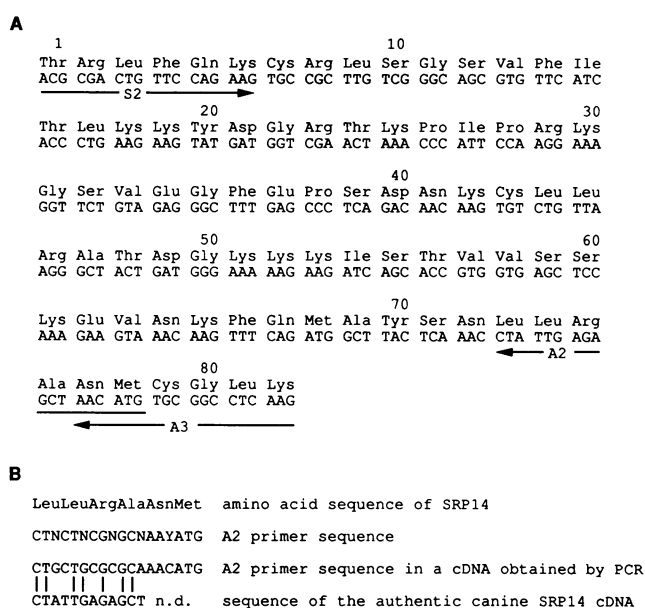 A
1 10
Thr Arg Leu Phe Gln Lys Cys Arg Leu Ser Gly Ser Val Phe Ile
ACG CGA CTG TTC CAG AAG TGC CGC TTG TCG GGC AGC GTG TTC ATC
S2
20 30
Thr Leu Lys Lys Tyr Asp Gly Arg Thr Lys Pro Ile Pro Arg Lys
ACC CTG AAG AAG TAT GAT GGT CGA ACT AAA CCC ATT CCA AGG AAA
40
Gly Ser Val Glu Gly Phe Glu Pro Ser Asp Asn Lys Cys Leu Leu
GGT TCT GTA GAG GGC TTT GAG CCC TCA GAC AAC AAG TGT CTG TTA
50 60
Arg Ala Thr Asp Gly Lys Lys Lys Ile Ser Thr Val Val Ser Ser
AGG GCT ACT GAT GGG AAA AAG AAG ATC AGC ACC GTG GTG AGC TCC
70
Lys Glu Val Asn Lys Phe Gln Met Ala Tyr Ser Asn Leu Leu Arg
AAA GAA GTA AAC AAG TTT CAG ATG GCT TAC TCA AAC CTA TTG AGA
A2
80
Ala Asn Met Cys Gly Leu Lys
GCT AAC ATG TGC GGC CTC AAG
A3
B
LeuLeuArgAlaAsnMet amino acid sequence of SRP14
CTNCTNCGNGCNAAYATG A2 primer sequence
CTGCTGCGCGCAAACATG A2 primer sequence in a cDNA obtained by PCR
CTATTGAGAGCT n.d. sequence of the authentic canine SRP14 cDNA